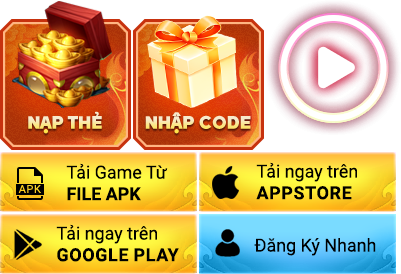 NẠP THẺ
NHẬP CODE
Tải Game Từ
FILE APK
APK
Tải ngay trên
APPSTORE
Tải ngay trên
GOOGLE PLAY
Đăng Ký Nhanh